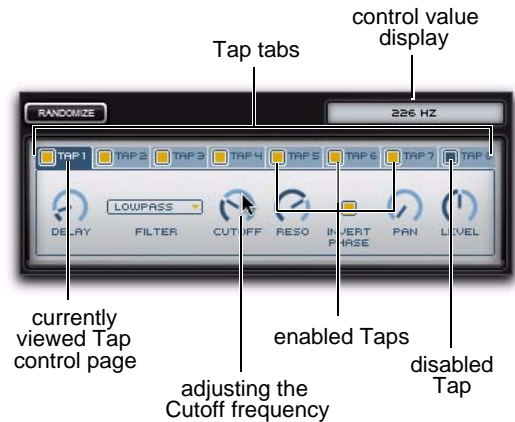 control value
display
Tap tabs
RANDOMIZE
226 HZ
TAP 1 TAP 2 TAP 3 TAP 4 TAP 5 TAP 6 TAP 7 TAP 8
LOWPASS
DELAY FILTER CUTOFF RESO INVERT PHASE PAN LEVEL
currently
viewed Tap
control page
enabled Taps
disabled
Tap
adjusting the
Cutoff frequency